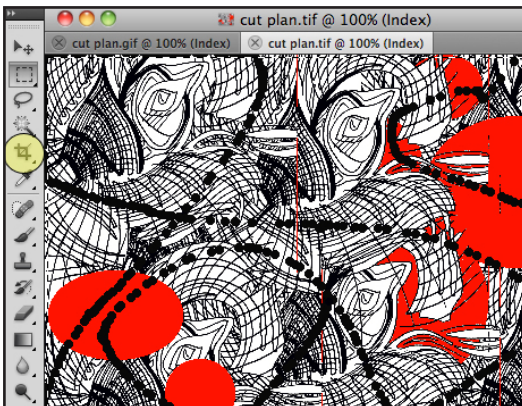 cut plan.tif @ 100% (Index)
cut plan.gif @ 100% (Index)
cut plan.tif @ 100% (Index)